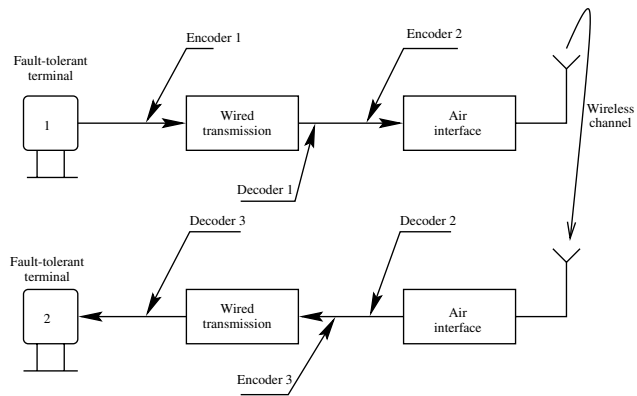 Encoder 1
Encoder 2
Fault-tolerant
terminal
1
Wired
transmission
Air
interface
Wireless
channel
Decoder 1
Decoder 3
Decoder 2
Fault-tolerant
terminal
2
Wired
transmission
Air
interface
Encoder 3